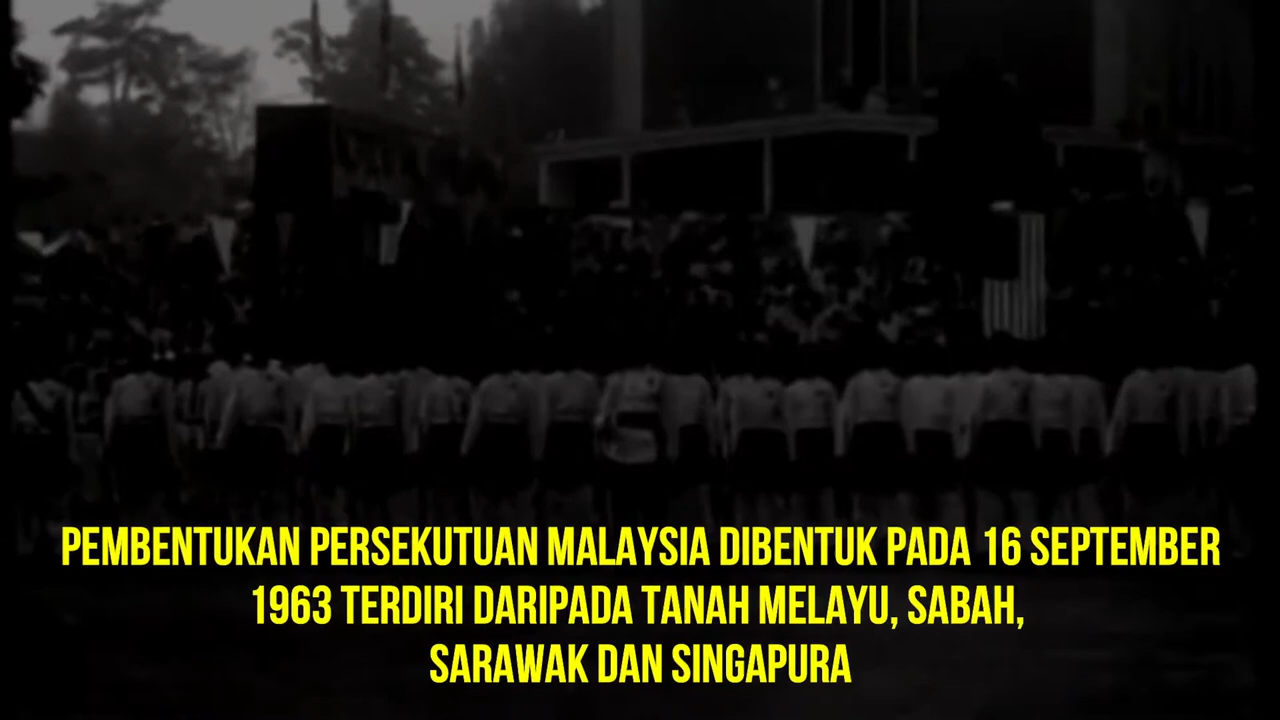 PEMBENTUKAN PERSEKUTUAN MALAYSIA DIBENTUK PADA 16 SEPTEMBER
1963 TERDIRI DARIPADA TANAH MELAYU, SABAH,
SARAWAK DAN SINGAPURA